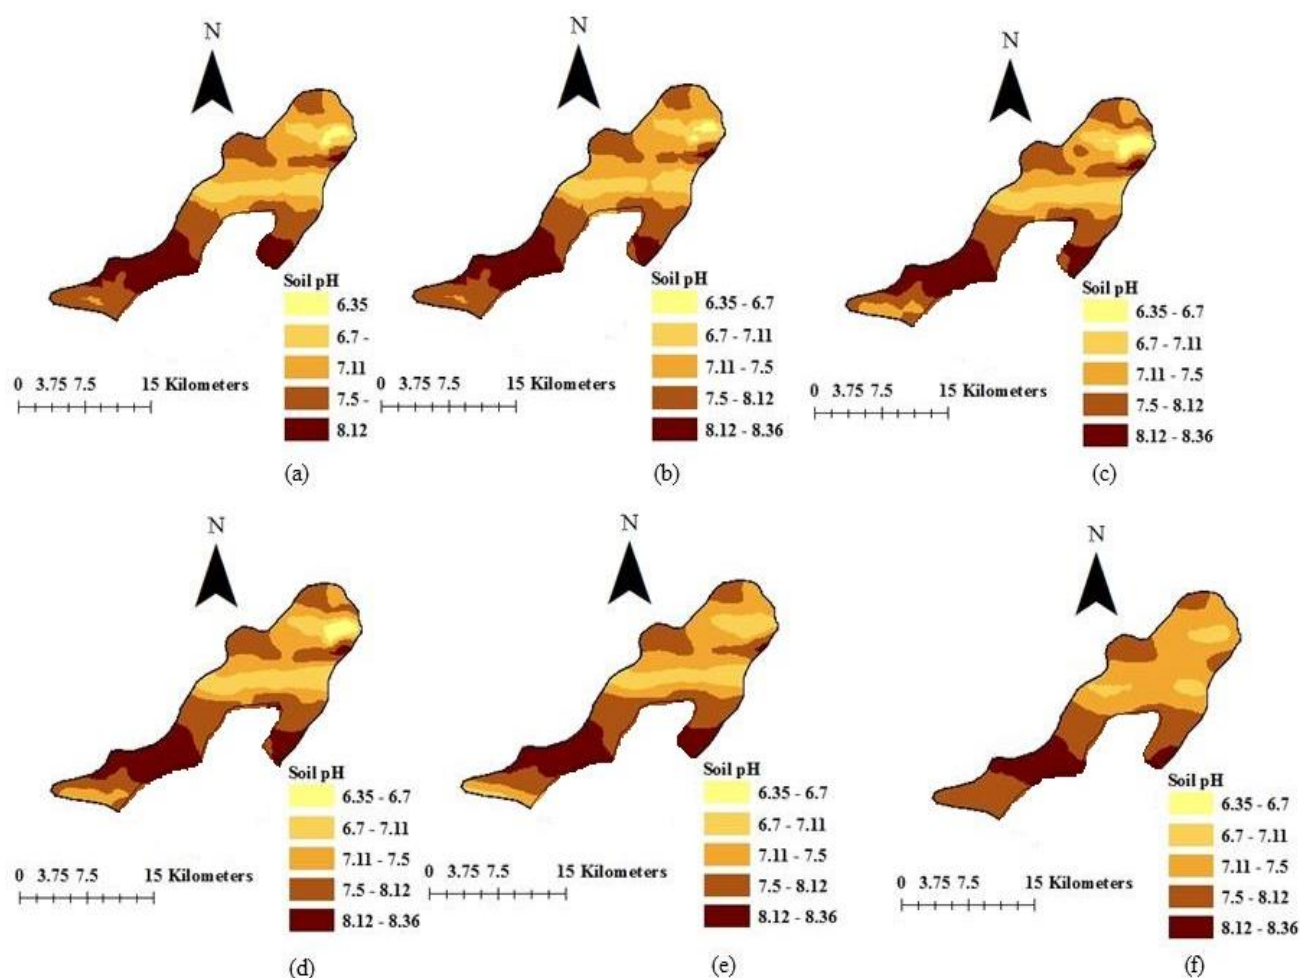 N
Soil pH
6.35
6.7 -
7.11
7.5 -
8.12
0 3.75 7.5 15 Kilometers
(a)
N
Soil pH
6.35 - 6.7
6.7 - 7.11
7.11 - 7.5
7.5 - 8.12
8.12 - 8.36
0 3.75 7.5 15 Kilometers
(b)
N
Soil pH
6.35 - 6.7
6.7 - 7.11
7.11 - 7.5
7.5 - 8.12
8.12 - 8.36
0 3.75 7.5 15 Kilometers
(c)
N
Soil pH
6.35 - 6.7
6.7 - 7.11
7.11 - 7.5
7.5 - 8.12
8.12 - 8.36
0 3.75 7.5 15 Kilometers
(d)
N
Soil pH
6.35 - 6.7
6.7 - 7.11
7.11 - 7.5
7.5 - 8.12
8.12 - 8.36
0 3.75 7.5 15 Kilometers
(e)
N
Soil pH
6.35 - 6.7
6.7 - 7.11
7.11 - 7.5
7.5 - 8.12
8.12 - 8.36
0 3.75 7.5 15 Kilometers
(f)